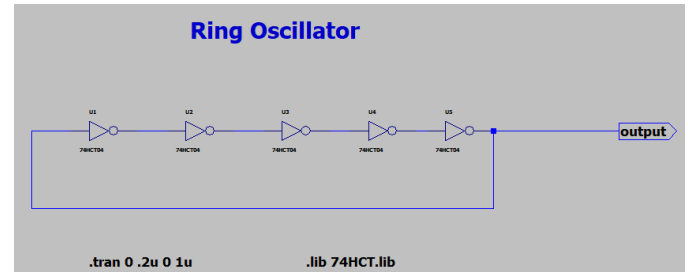 Ring Oscillator
U1 U2 U3 U4 U5
output
74HCT04 74HCT04 74HCT04 74HCT04 74HCT04
.tran 0 .2u 0 1u .lib 74HCT.lib